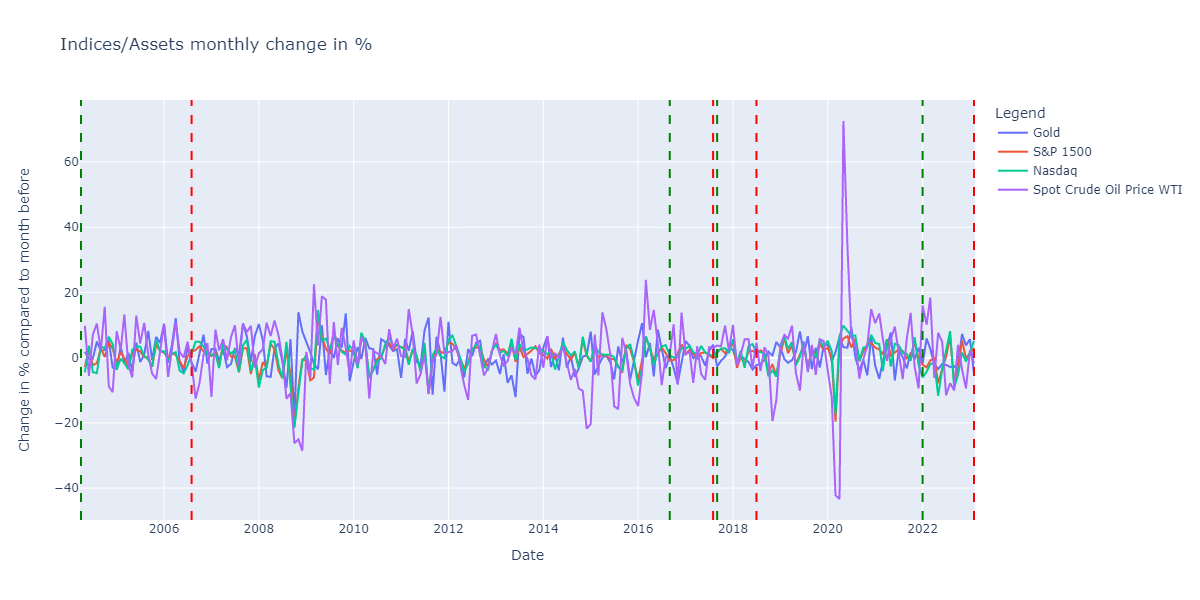 Indices/Assets monthly change in %
Legend
Gold
S&P 1500
Nasdaq
Spot Crude Oil Price WTI
Change in % compared to month before
60
40
20
0
−20
−40
2006
2008
2010
2012
2014
2016
2018
2020
2022
Date